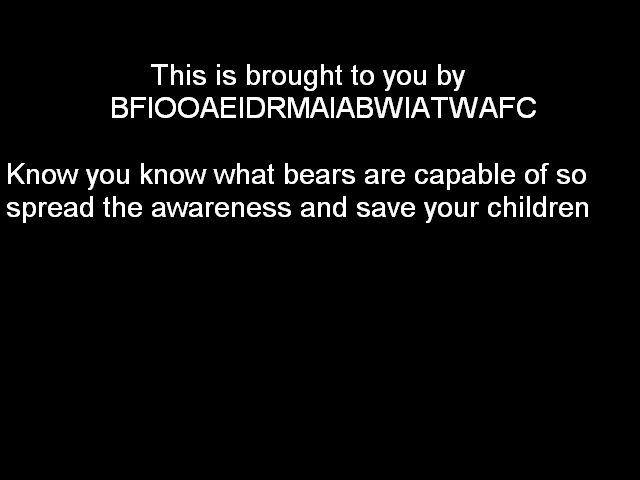 This is brought to you by
BFIOOAEIDRMAIABWIATWAFC
Know you know what bears are capable of so
spread the awareness and save your children